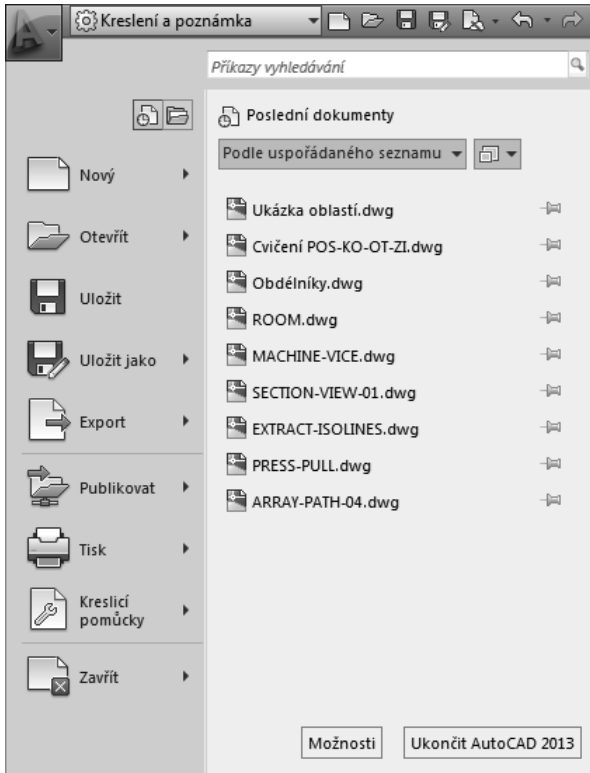 Kreslení a poznámka
Příkazy vyhledávání
Poslední dokumenty
Podle uspořádaného seznamu
Nový
Otevřít
Uložit
Uložit jako
Export
Publikovat
Tisk
Kreslicí
pomůcky
Zavřít
Ukázka oblastí.dwg
Cvičení POS-KO-OT-ZI.dwg
Obdélníky.dwg
ROOM.dwg
MACHINE-VICE.dwg
SECTION-VIEW-01.dwg
EXTRACT-ISOLINES.dwg
PRESS-PULL.dwg
ARRAY-PATH-04.dwg
Možnosti
Ukončit AutoCAD 2013